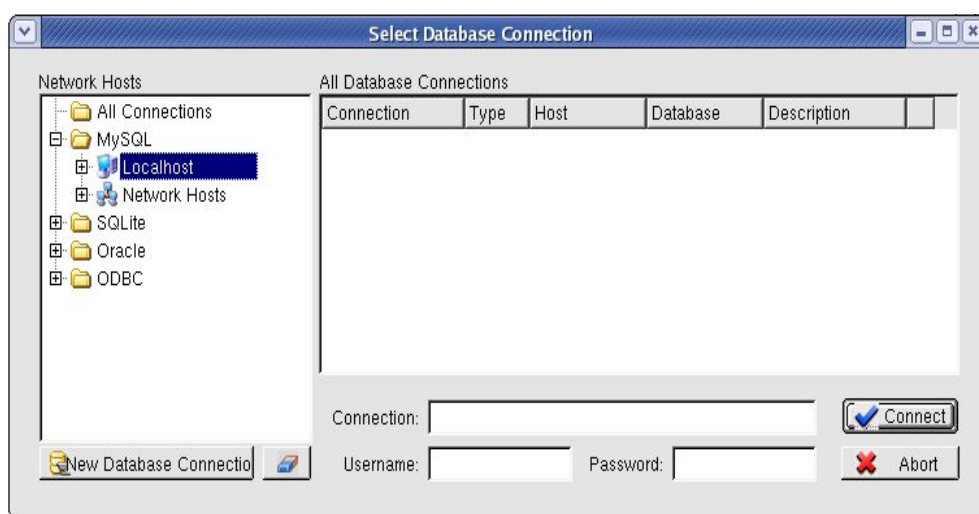 Select Database Connection
Network Hosts
All Database Connections
All Connections
MySQL
Localhost
Network Hosts
SQLite
Oracle
ODBC
Connection Type Host Database Description
Connection:
Connect
New Database Connectio
Username:
Password:
Abort